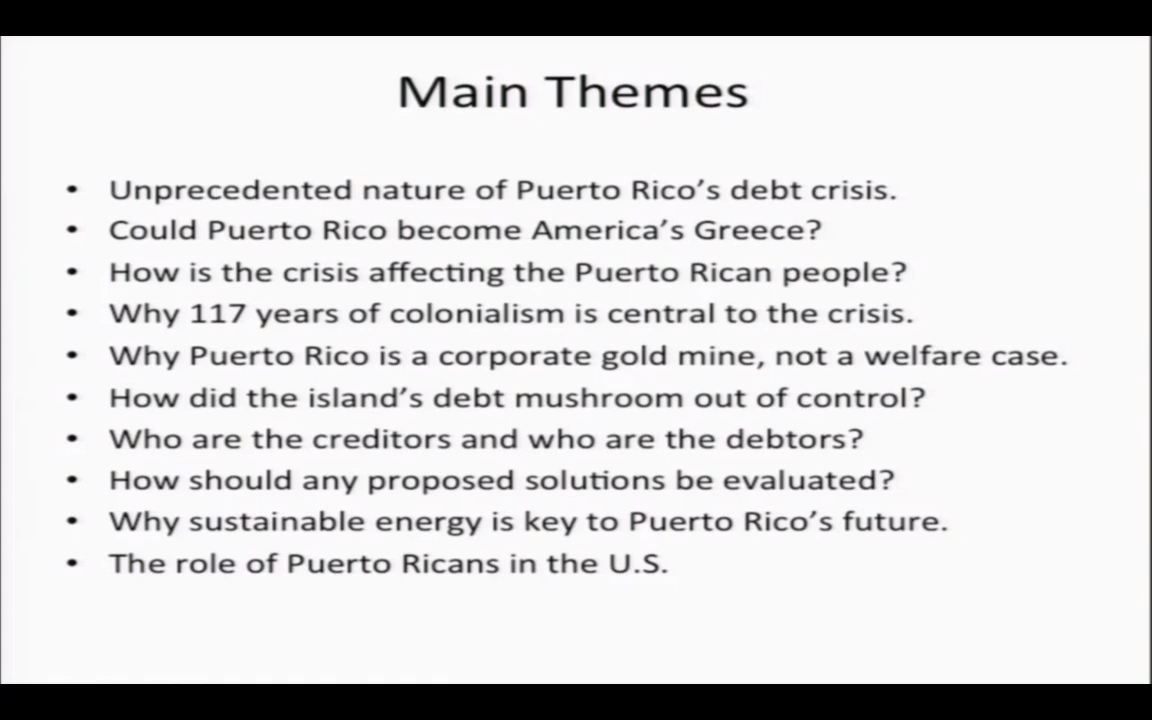 Main Themes
• Unprecedented nature of Puerto Rico’s debt crisis.
• Could Puerto Rico become America’s Greece?
• How is the crisis affecting the Puerto Rican people?
• Why 117 years of colonialism is central to the crisis.
• Why Puerto Rico is a corporate gold mine, not a welfare case.
• How did the island’s debt mushroom out of control?
• Who are the creditors and who are the debtors?
• How should any proposed solutions be evaluated?
• Why sustainable energy is key to Puerto Rico’s future.
• The role of Puerto Ricans in the U.S.